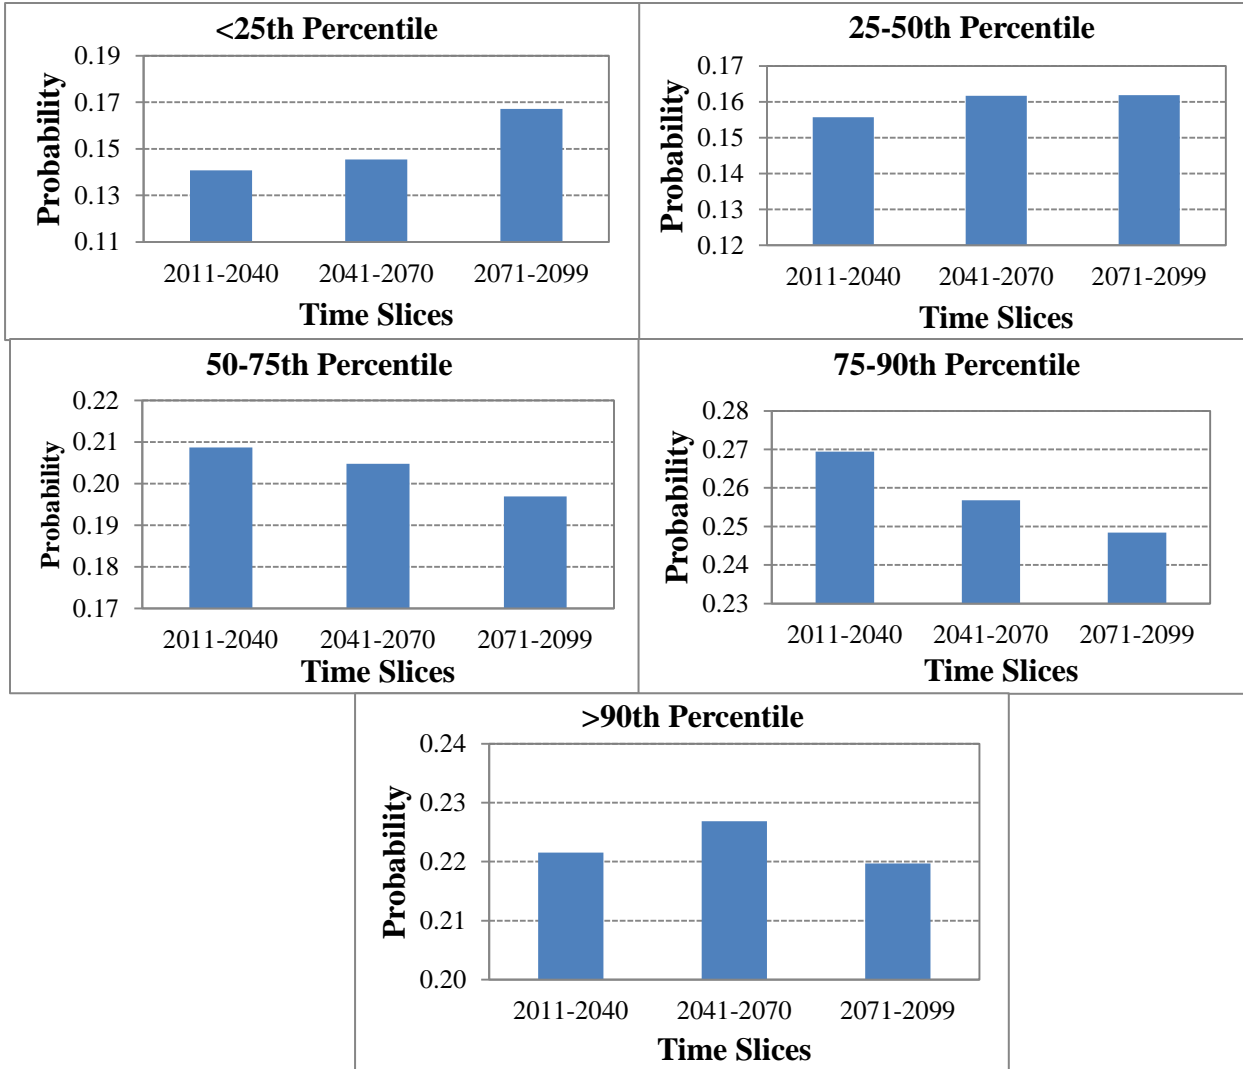 <25th Percentile
Probability
0.19
0.17
0.15
0.13
0.11
2011-2040 2041-2070 2071-2099
Time Slices
25-50th Percentile
Probability
0.17
0.16
0.15
0.14
0.13
0.12
2011-2040 2041-2070 2071-2099
Time Slices
50-75th Percentile
Probability
0.22
0.21
0.20
0.19
0.18
0.17
2011-2040 2041-2070 2071-2099
Time Slices
75-90th Percentile
Probability
0.28
0.27
0.26
0.25
0.24
0.23
2011-2040 2041-2070 2071-2099
Time Slices
>90th Percentile
Probability
0.24
0.23
0.22
0.21
0.20
2011-2040 2041-2070 2071-2099
Time Slices